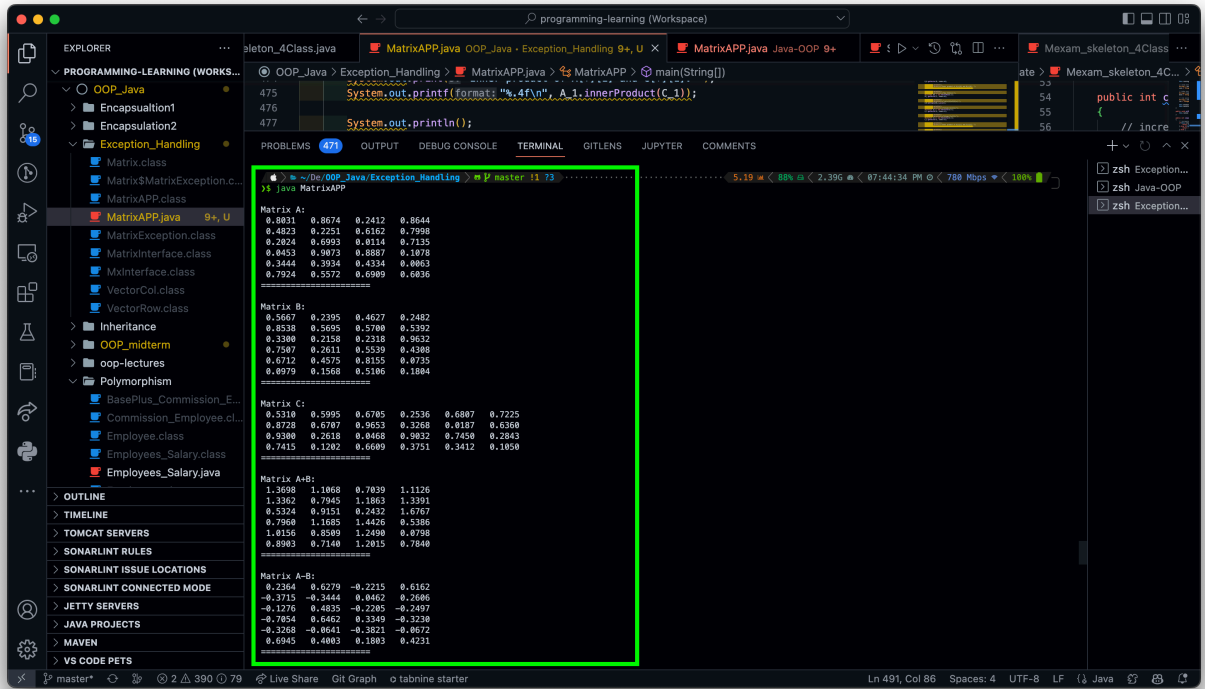 programming-learning (Workspace)
EXPLORER
eleton_4Class.java
MatrixAPP.java OOP_Java • Exception_Handling 9+, U
MatrixAPP.java Java-OOP 9+
Mexam_skeleton_4Class
PROGRAMMING-LEARNING (WORKS...
OOP_Java
Encapsualtion1
Encapsulation2
Exception_Handling
Matrix.class
Matrix$MatrixException.c...
MatrixAPP.class
MatrixAPP.java 9+, U
MatrixException.class
MatrixInterface.class
MxInterface.class
VectorCol.class
VectorRow.class
Inheritance
OOP_midterm
oop-lectures
Polymorphism
BasePlus_Commission_E...
Commission_Employee.cl...
Employee.class
Employees_Salary.class
Employees_Salary.java
OUTLINE
TIMELINE
TOMCAT SERVERS
SONARLINT RULES
SONARLINT ISSUE LOCATIONS
SONARLINT CONNECTED MODE
JETTY SERVERS
JAVA PROJECTS
MAVEN
VS CODE PETS
15
OOP_Java > Exception_Handling > MatrixAPP.java > MatrixAPP > main(String[])
475 System.out.printf(format:"%.4f\n", A_1.innerProduct(C_1));
476
477 System.out.println();
ate > Mexam_skeleton_4C... >
54 public int c
55 {
56 // incre
PROBLEMS 471 OUTPUT DEBUG CONSOLE TERMINAL GITLENS JUPYTER COMMENTS
~/De/OOP_Java/Exception_Handling master !1 ?3 5.19 88% 2.39G 07:44:34 PM 780 Mbps 100%
$ java MatrixAPP
Matrix A:
0.8031 0.8674 0.2412 0.8644
0.4823 0.2251 0.6162 0.7998
0.2024 0.6993 0.0114 0.7135
0.0453 0.9073 0.8887 0.1078
0.3444 0.3934 0.4334 0.0063
0.7924 0.5572 0.6909 0.6036
======================
Matrix B:
0.5667 0.2395 0.4627 0.2482
0.8538 0.5695 0.5700 0.5392
0.3300 0.2158 0.2318 0.9632
0.7507 0.2611 0.5539 0.4308
0.6712 0.4575 0.8155 0.0735
0.0979 0.1568 0.5106 0.1804
======================
Matrix C:
0.5310 0.5995 0.6705 0.2536 0.6807 0.7225
0.8728 0.6707 0.9653 0.3268 0.0187 0.6360
0.9300 0.2618 0.0468 0.9032 0.7450 0.2843
0.7415 0.1202 0.6609 0.3751 0.3412 0.1050
======================
Matrix A+B:
1.3698 1.1068 0.7039 1.1126
1.3362 0.7945 1.1863 1.3391
0.5324 0.9151 0.2432 1.6767
0.7960 1.1685 1.4426 0.5386
1.0156 0.8509 1.2490 0.0798
0.8903 0.7140 1.2015 0.7840
======================
Matrix A-B:
0.2364 0.6279 -0.2215 0.6162
-0.3715 -0.3444 0.0462 0.2606
-0.1276 0.4835 -0.2205 -0.2497
-0.7054 0.6462 0.3349 -0.3230
-0.3268 -0.0641 -0.3821 -0.0672
0.6945 0.4003 0.1803 0.4231
======================
zsh Exception...
zsh Java-OOP
zsh Exception...
master* 2 390 79 Live Share Git Graph tabnine starter Ln 491, Col 86 Spaces: 4 UTF-8 LF Java